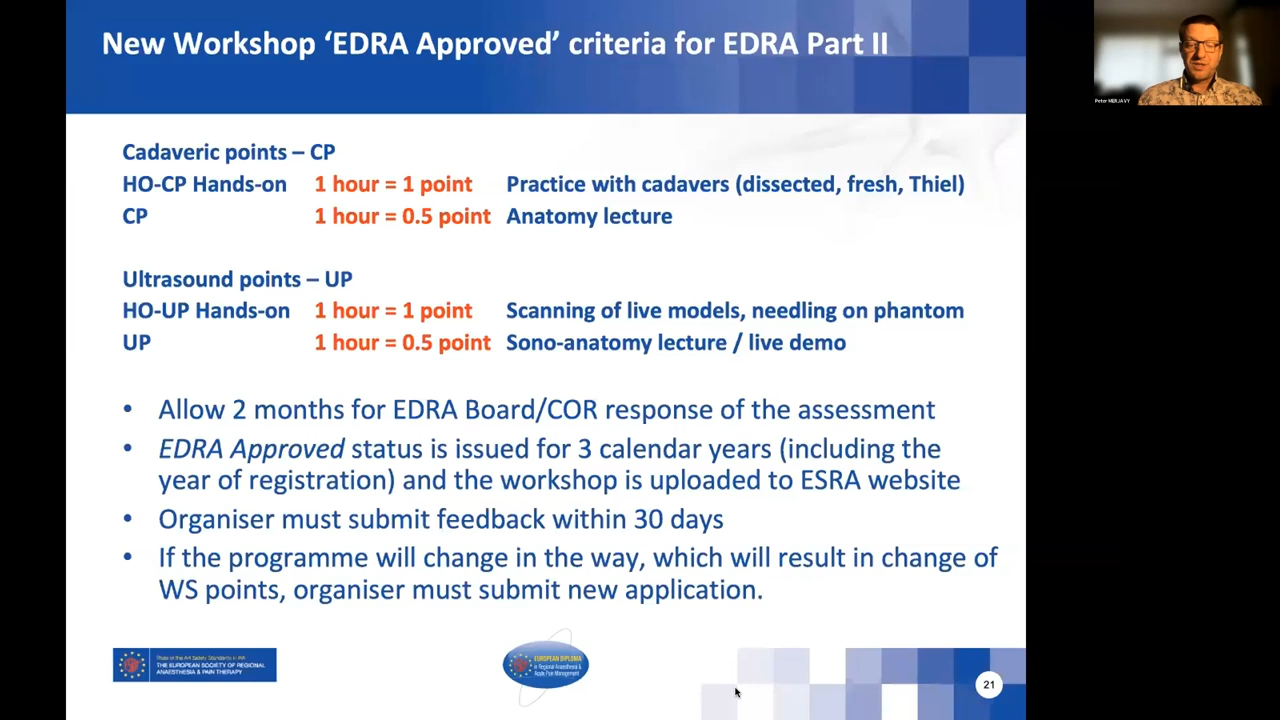 New Workshop ‘EDRA Approved’ criteria for EDRA Part II
Peter MERJAVY
Cadaveric points – CP
HO-CP Hands-on 1 hour = 1 point Practice with cadavers (dissected, fresh, Thiel)
CP 1 hour = 0.5 point Anatomy lecture
Ultrasound points – UP
HO-UP Hands-on 1 hour = 1 point Scanning of live models, needling on phantom
UP 1 hour = 0.5 point Sono-anatomy lecture / live demo
• Allow 2 months for EDRA Board/COR response of the assessment
• EDRA Approved status is issued for 3 calendar years (including the
year of registration) and the workshop is uploaded to ESRA website
• Organiser must submit feedback within 30 days
• If the programme will change in the way, which will result in change of
WS points, organiser must submit new application.
THE EUROPEAN SOCIETY OF REGIONAL
ANAESTHESIA & PAIN THERAPY
EUROPEAN DIPLOMA
in Regional Anaesthesia &
Acute Pain Management
21